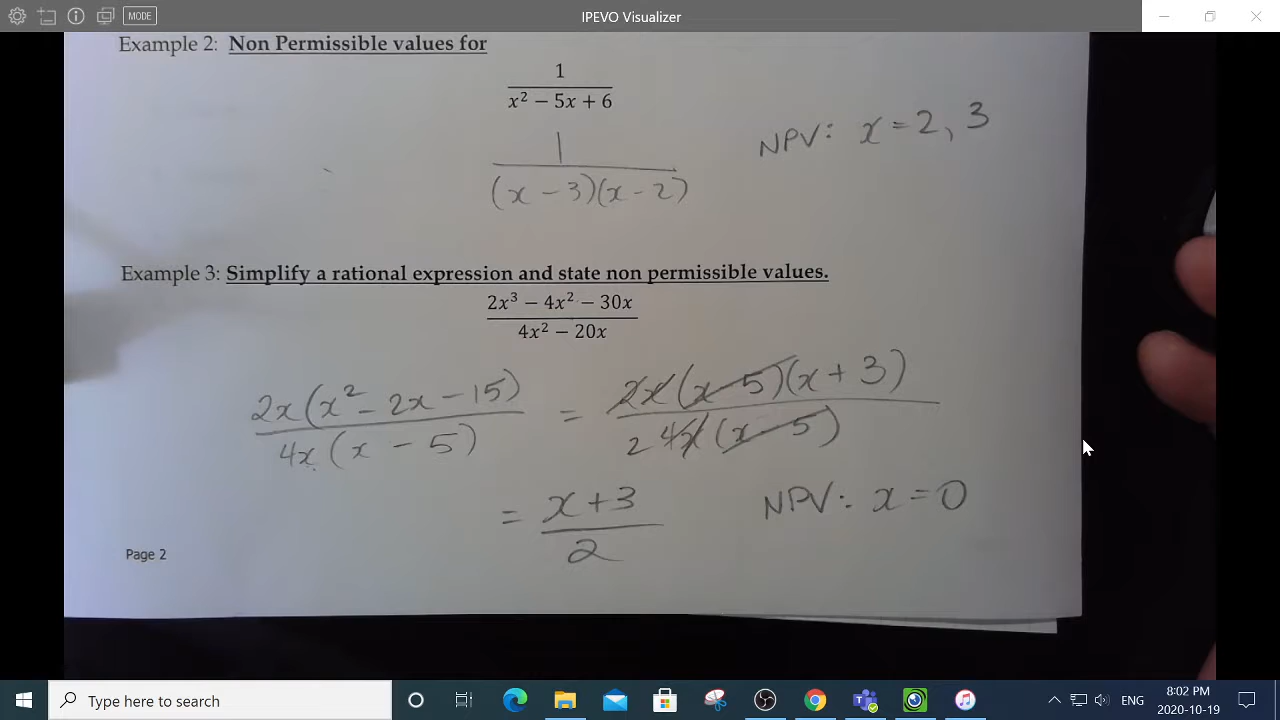 IPEVO Visualizer
MODE
Example 2: Non Permissible values for
1
x² − 5x + 6
1
(x − 3)(x − 2)
NPV: x = 2, 3
Example 3: Simplify a rational expression and state non permissible values.
2x³ − 4x² − 30x
4x² − 20x
2x(x² − 2x − 15)
4x(x − 5)
= 2x(x − 5)(x + 3)
2 4x(x − 5)
= x + 3
2
NPV: x = 0
Page 2
Type here to search
ENG
8:02 PM
2020-10-19